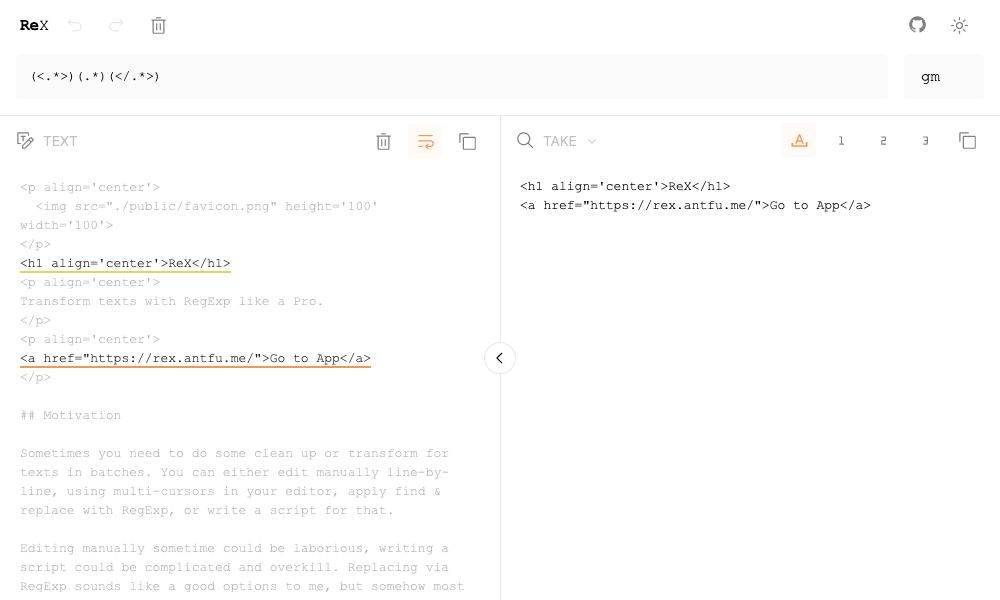 ReX
(<.*>)(.*)(</.*>)
gm
TEXT
<p align='center'>
  <img src="./public/favicon.png" height='100'
width='100'>
</p>
<h1 align='center'>ReX</h1>
<p align='center'>
Transform texts with RegExp like a Pro.
</p>
<p align='center'>
<a href="https://rex.antfu.me/">Go to App</a>
</p>
## Motivation
Sometimes you need to do some clean up or transform for
texts in batches. You can either edit manually line-by-
line, using multi-cursors in your editor, apply find &
replace with RegExp, or write a script for that.
Editing manually sometime could be laborious, writing a
script could be complicated and overkill. Replacing via
RegExp sounds like a good options to me, but somehow most
TAKE
1 2 3
<h1 align='center'>ReX</h1>
<a href="https://rex.antfu.me/">Go to App</a>